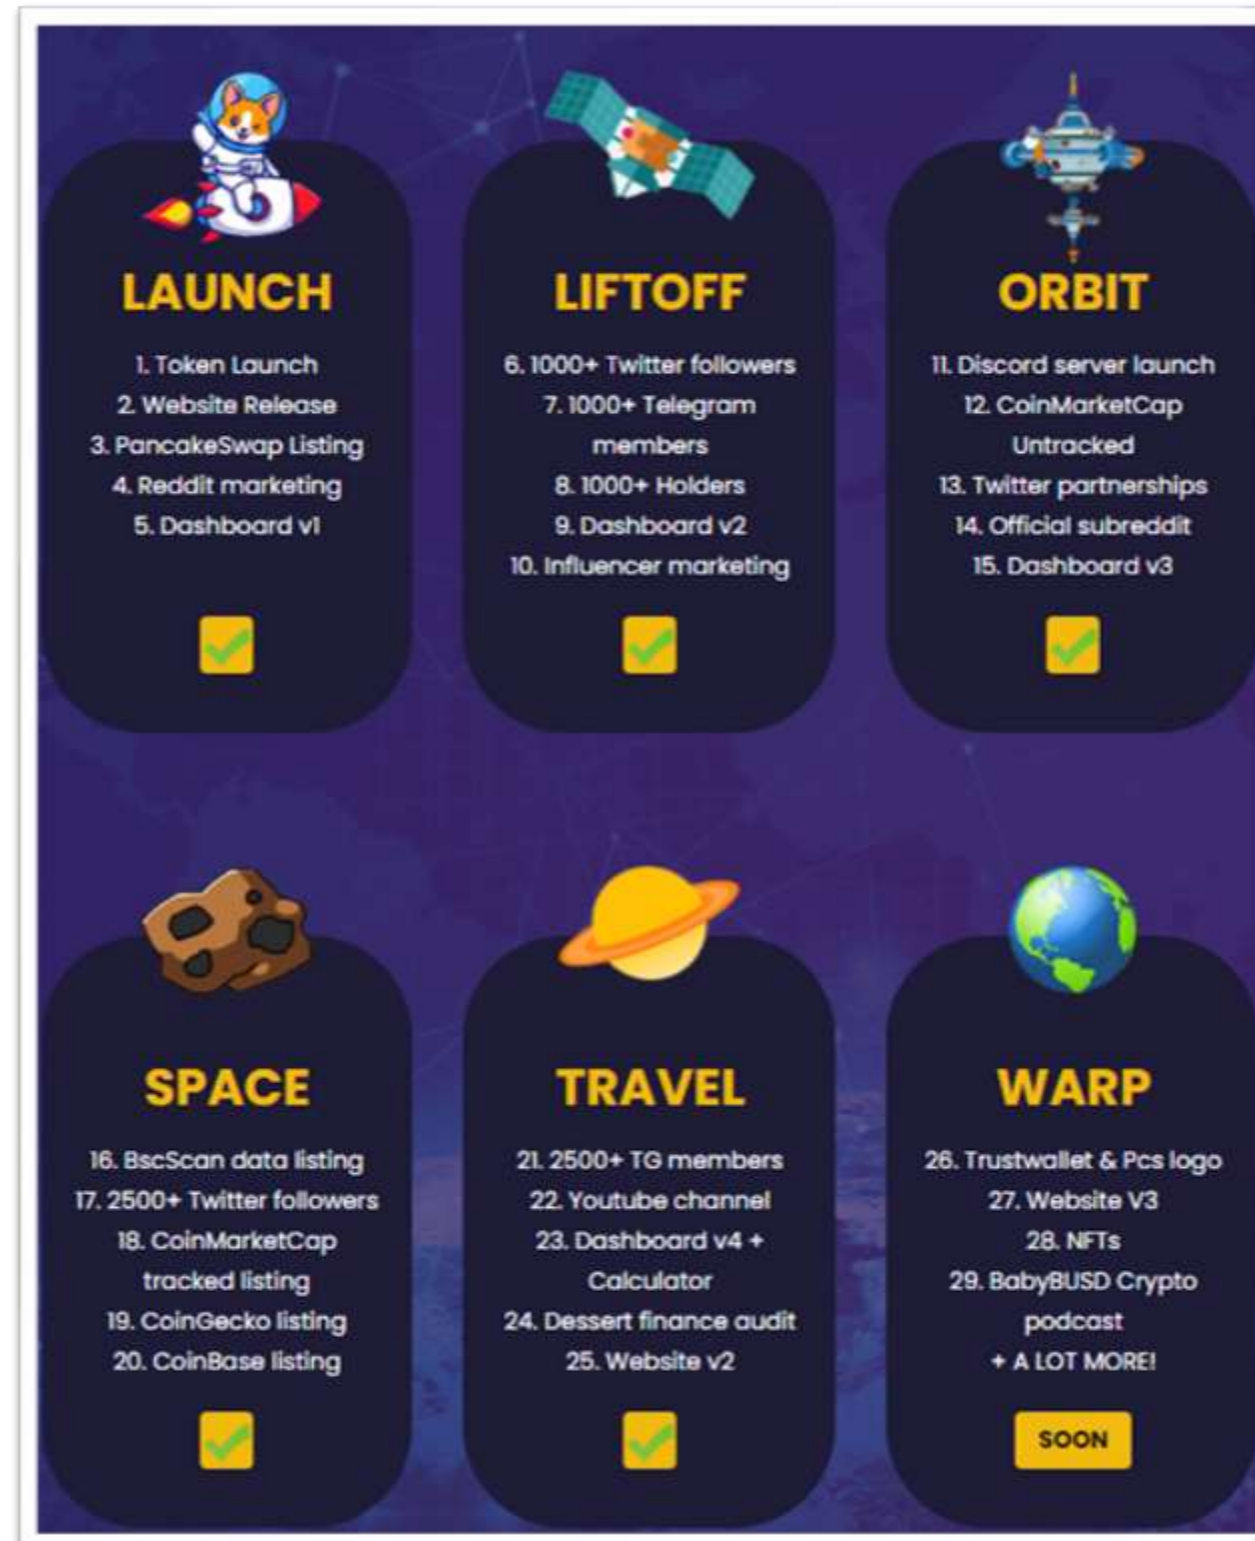 LAUNCH
1. Token Launch
2. Website Release
3. PancakeSwap Listing
4. Reddit marketing
5. Dashboard v1
LIFTOFF
6. 1000+ Twitter followers
7. 1000+ Telegram
members
8. 1000+ Holders
9. Dashboard v2
10. Influencer marketing
ORBIT
11. Discord server launch
12. CoinMarketCap
Untracked
13. Twitter partnerships
14. Official subreddit
15. Dashboard v3
SPACE
16. BscScan data listing
17. 2500+ Twitter followers
18. CoinMarketCap
tracked listing
19. CoinGecko listing
20. CoinBase listing
TRAVEL
21. 2500+ TG members
22. Youtube channel
23. Dashboard v4 +
Calculator
24. Dessert finance audit
25. Website v2
WARP
26. Trustwallet & Pcs logo
27. Website V3
28. NFTs
29. BabyBUSD Crypto
podcast
+ A LOT MORE!
SOON